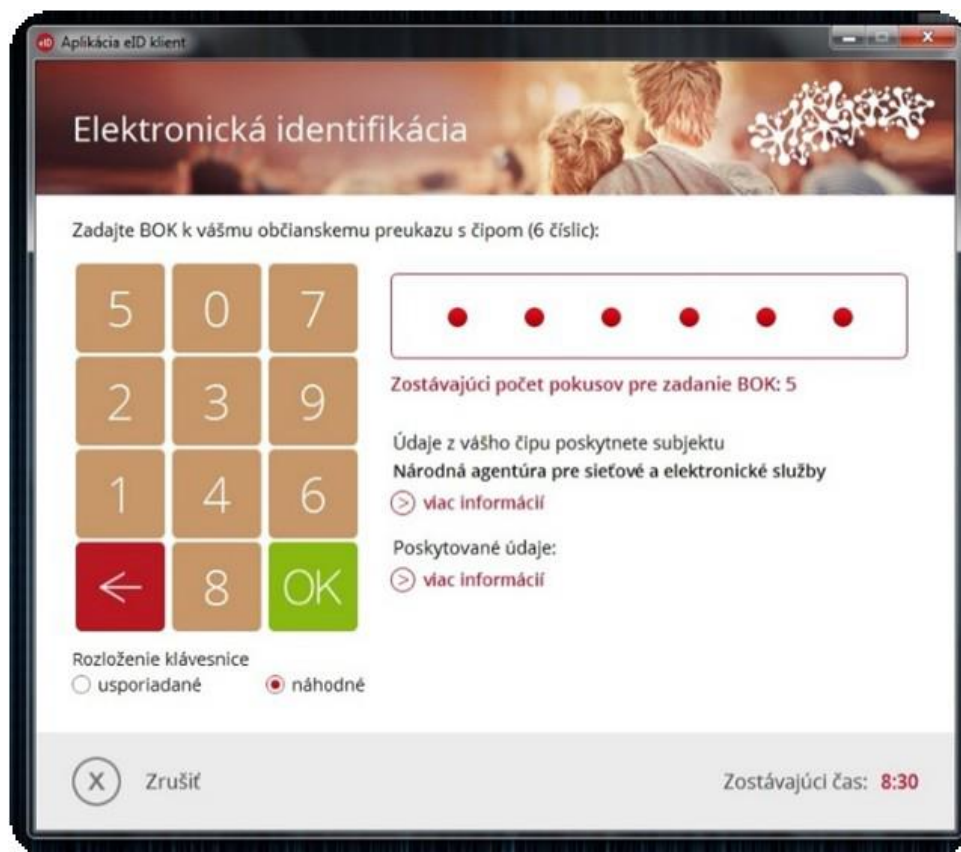 eID Aplikácia eID klient
Elektronická identifikácia
Zadajte BOK k vášmu občianskemu preukazu s čipom (6 číslic):
5 0 7
2 3 9
1 4 6
8 OK
Zostávajúci počet pokusov pre zadanie BOK: 5
Údaje z vášho čipu poskytnete subjektu
Národná agentúra pre sieťové a elektronické služby
viac informácií
Poskytované údaje:
viac informácií
Rozloženie klávesnice
usporiadané náhodné
X Zrušiť
Zostávajúci čas: 8:30